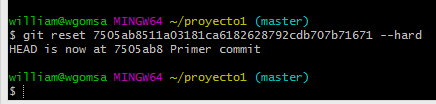 william@wgomsa MINGW64 ~/proyecto1 (master)
$ git reset 7505ab8511a03181ca6182628792cdb707b71671 --hard
HEAD is now at 7505ab8 Primer commit
william@wgomsa MINGW64 ~/proyecto1 (master)
$